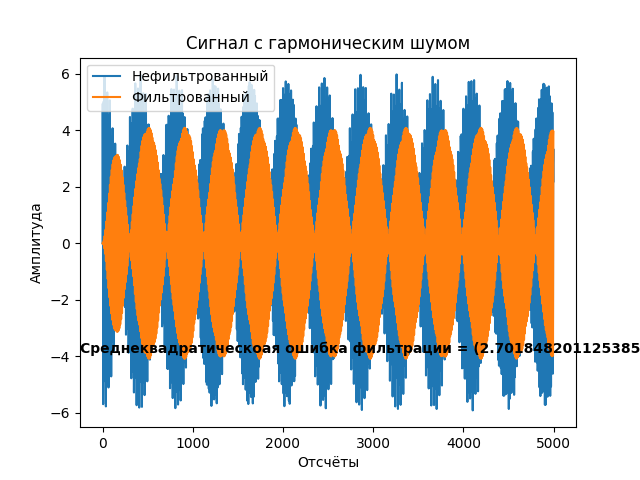 Сигнал с гармоническим шумом
Нефильтрованный
Фильтрованный
6
4
2
0
−2
−4
−6
Амплитуда
Среднеквадратическоая ошибка фильтрации = (2.701848201125385
0 1000 2000 3000 4000 5000
Отсчёты